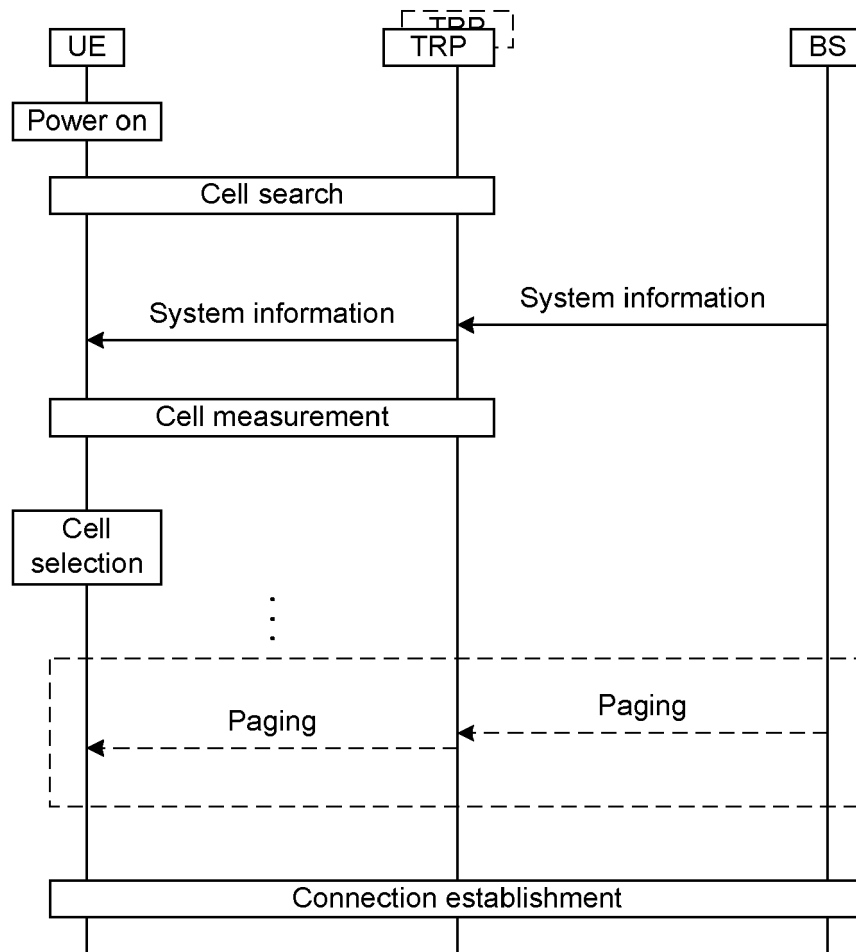 TRP
UE
TRP
BS
Power on
Cell search
System information
System information
Cell measurement
Cell
selection
Paging
Paging
Connection establishment